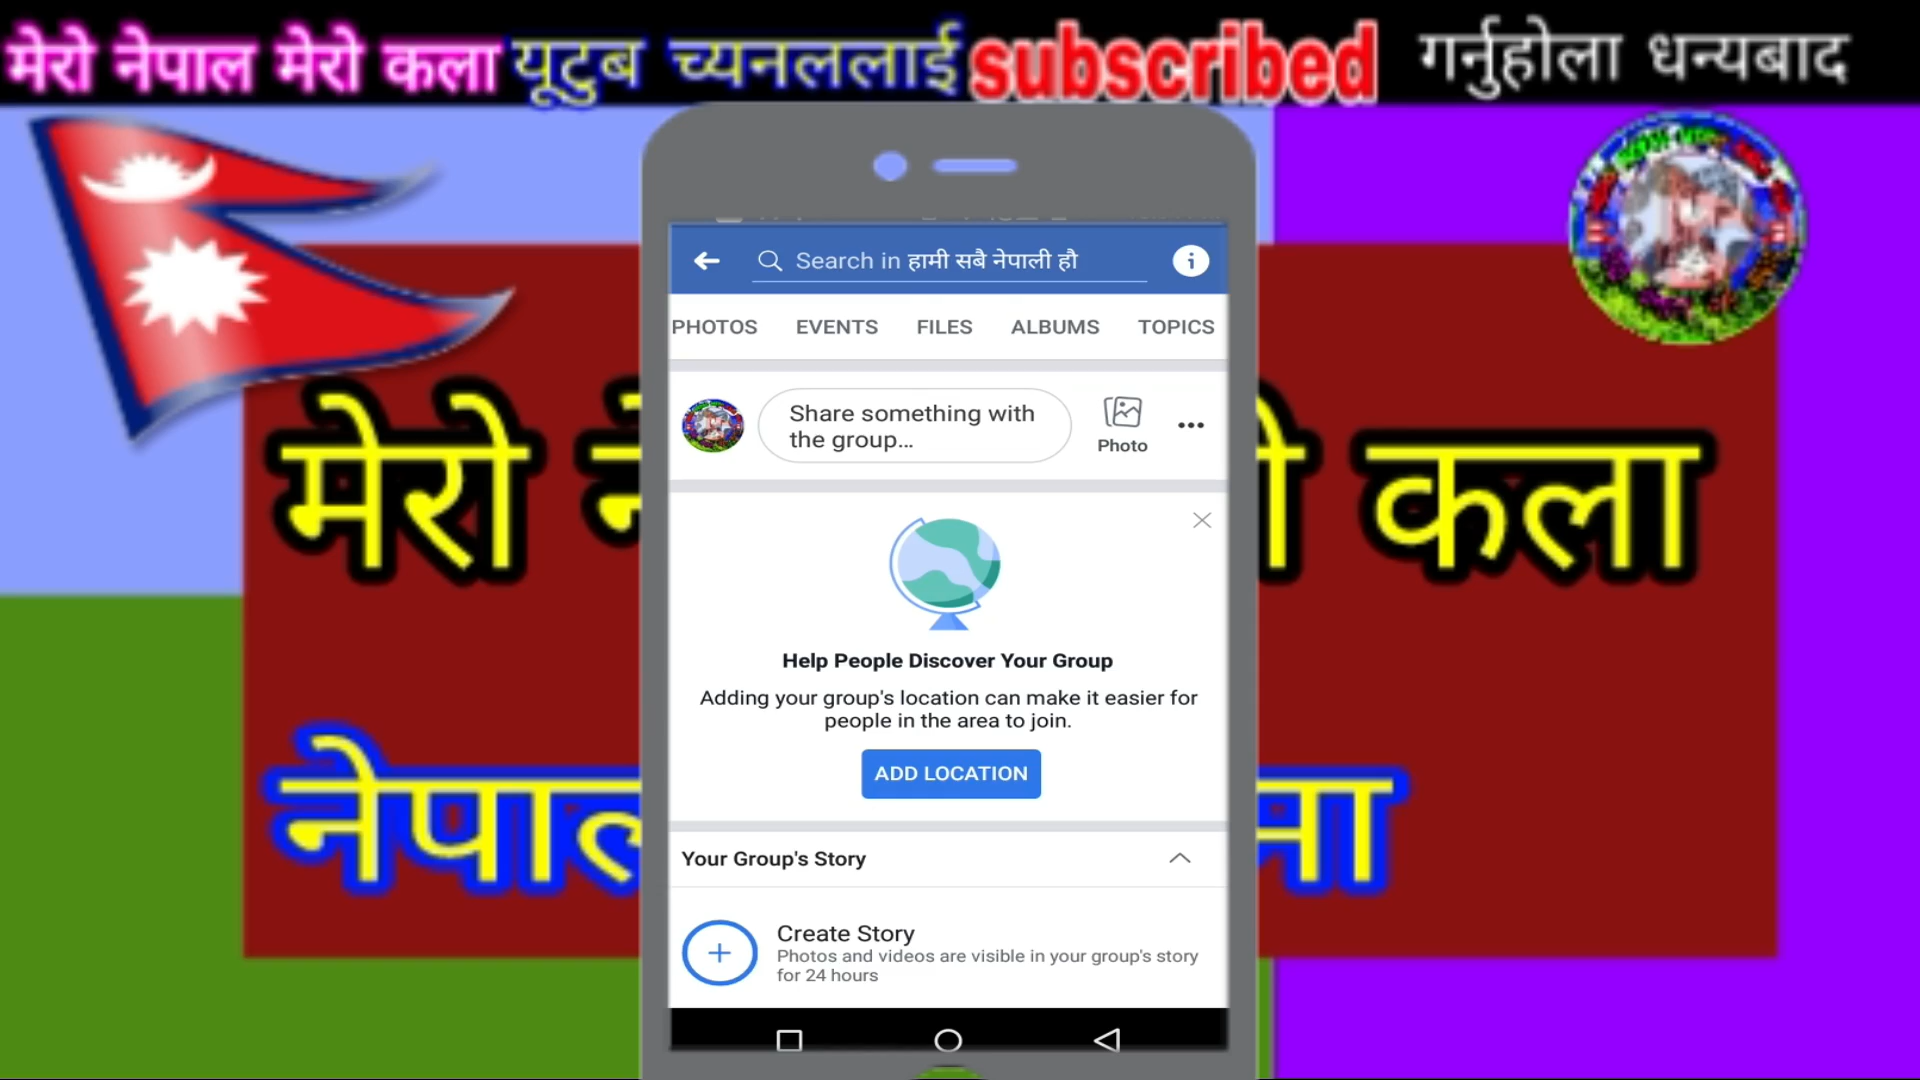 मेरो नेपाल मेरो कला यूटुब च्यनललाई subscribed गर्नुहोला धन्यबाद
Search in हामी सबै नेपाली हौ
PHOTOS EVENTS FILES ALBUMS TOPICS
Share something with
the group...
Photo
मेरो कला
Help People Discover Your Group
Adding your group's location can make it easier for
people in the area to join.
ADD LOCATION
Your Group's Story
Create Story
Photos and videos are visible in your group's story
for 24 hours